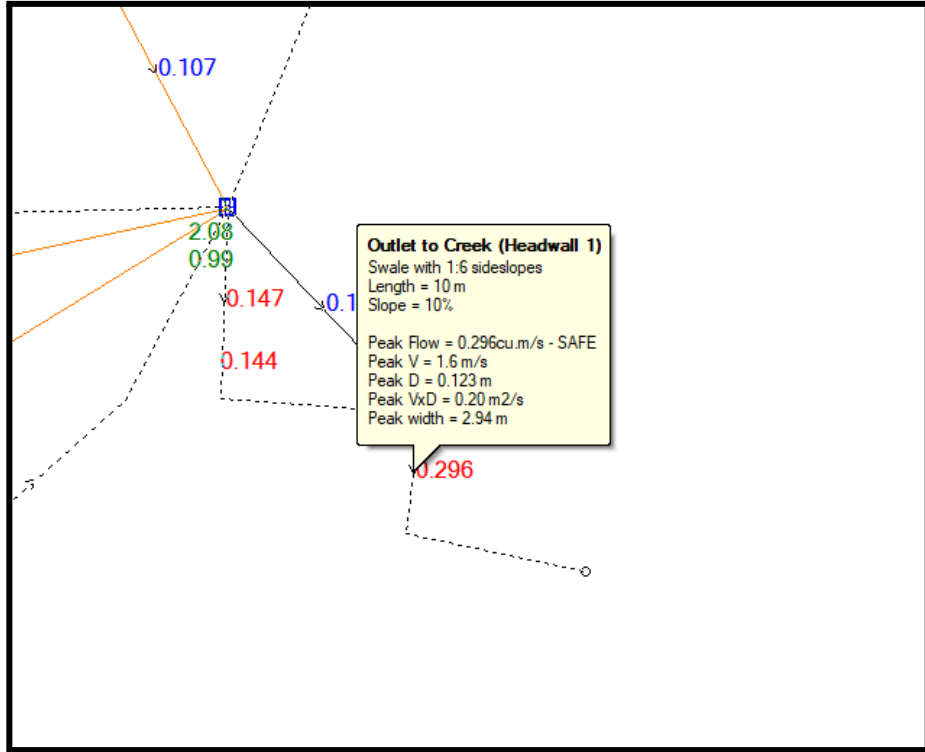 0.107
2.08
0.99
0.147
0.1
0.144
Outlet to Creek (Headwall 1)
Swale with 1:6 sideslopes
Length = 10 m
Slope = 10%
Peak Flow = 0.296cu.m/s - SAFE
Peak V = 1.6 m/s
Peak D = 0.123 m
Peak VxD = 0.20 m2/s
Peak width = 2.94 m
0.296